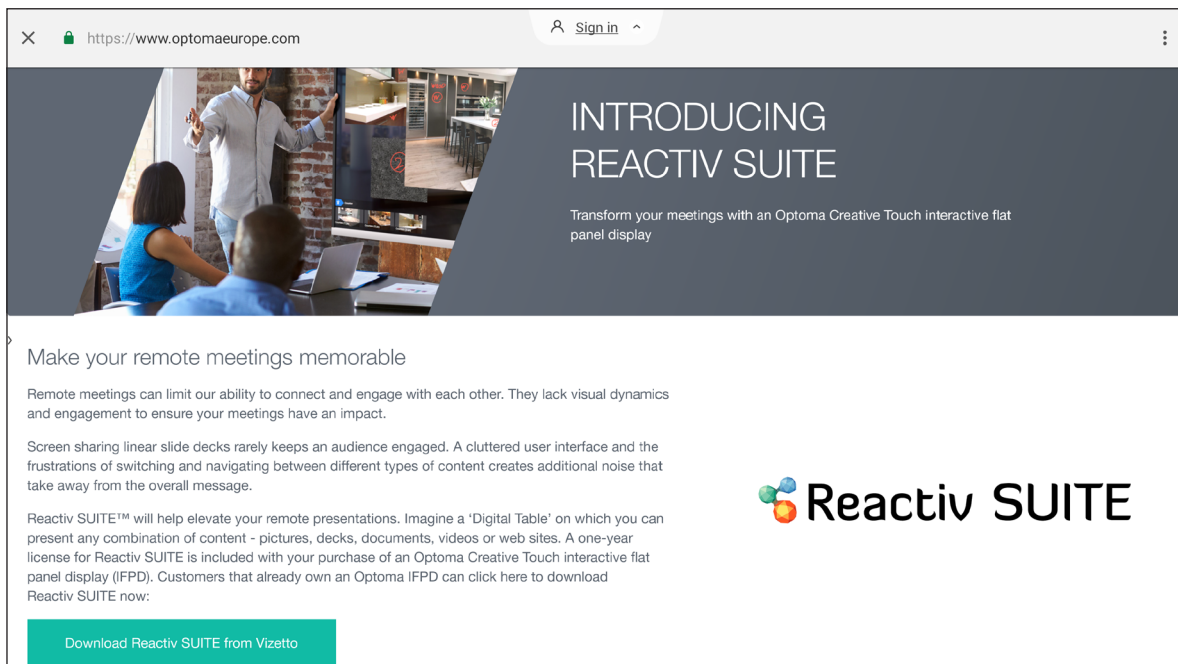 Sign in
https://www.optomaeurope.com
INTRODUCING
REACTIV SUITE
Transform your meetings with an Optoma Creative Touch interactive flat
panel display
Make your remote meetings memorable
Remote meetings can limit our ability to connect and engage with each other. They lack visual dynamics
and engagement to ensure your meetings have an impact.
Screen sharing linear slide decks rarely keeps an audience engaged. A cluttered user interface and the
frustrations of switching and navigating between different types of content creates additional noise that
take away from the overall message.
Reactiv SUITE™ will help elevate your remote presentations. Imagine a ‘Digital Table’ on which you can
present any combination of content - pictures, decks, documents, videos or web sites. A one-year
license for Reactiv SUITE is included with your purchase of an Optoma Creative Touch interactive flat
panel display (IFPD). Customers that already own an Optoma IFPD can click here to download
Reactiv SUITE now:
Reactiv SUITE
Download Reactiv SUITE from Vizetto